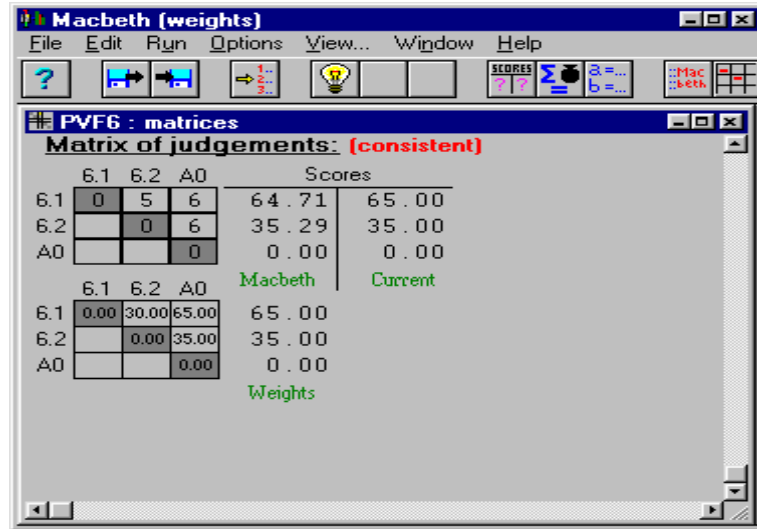 Macbeth (weights)
File Edit Run Options View... Window Help
? 1.. 2.. 3.. SCORES ? ? Σ a =... b =... ::Mac ::beth
PVF6 : matrices
Matrix of judgements: (consistent)
6.1 6.2 A0 Scores
6.1 0 5 6 64.71 65.00
6.2 0 6 35.29 35.00
A0 0 0.00 0.00
Macbeth Current
6.1 6.2 A0
6.1 0.00 30.00 65.00 65.00
6.2 0.00 35.00 35.00
A0 0.00 0.00
Weights